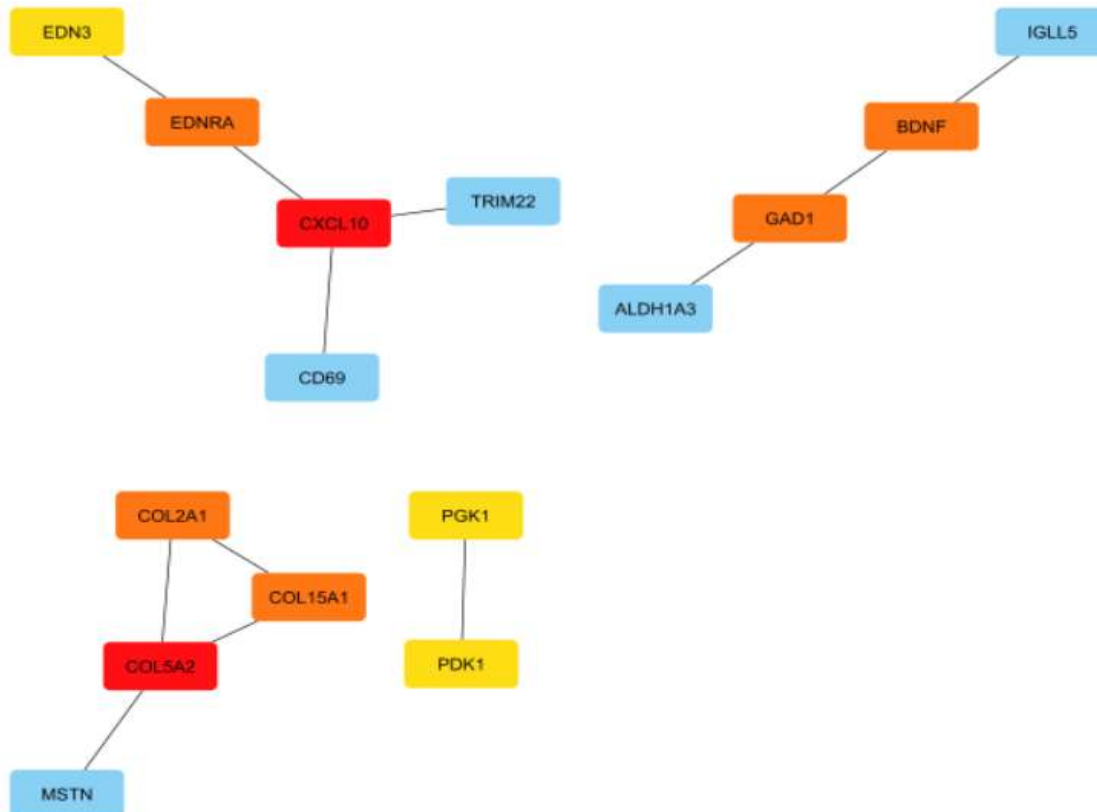 EDN3
EDNRA
CXCL10
TRIM22
CD69
IGLL5
BDNF
GAD1
ALDH1A3
COL2A1
COL15A1
COL5A2
MSTN
PGK1
PDK1